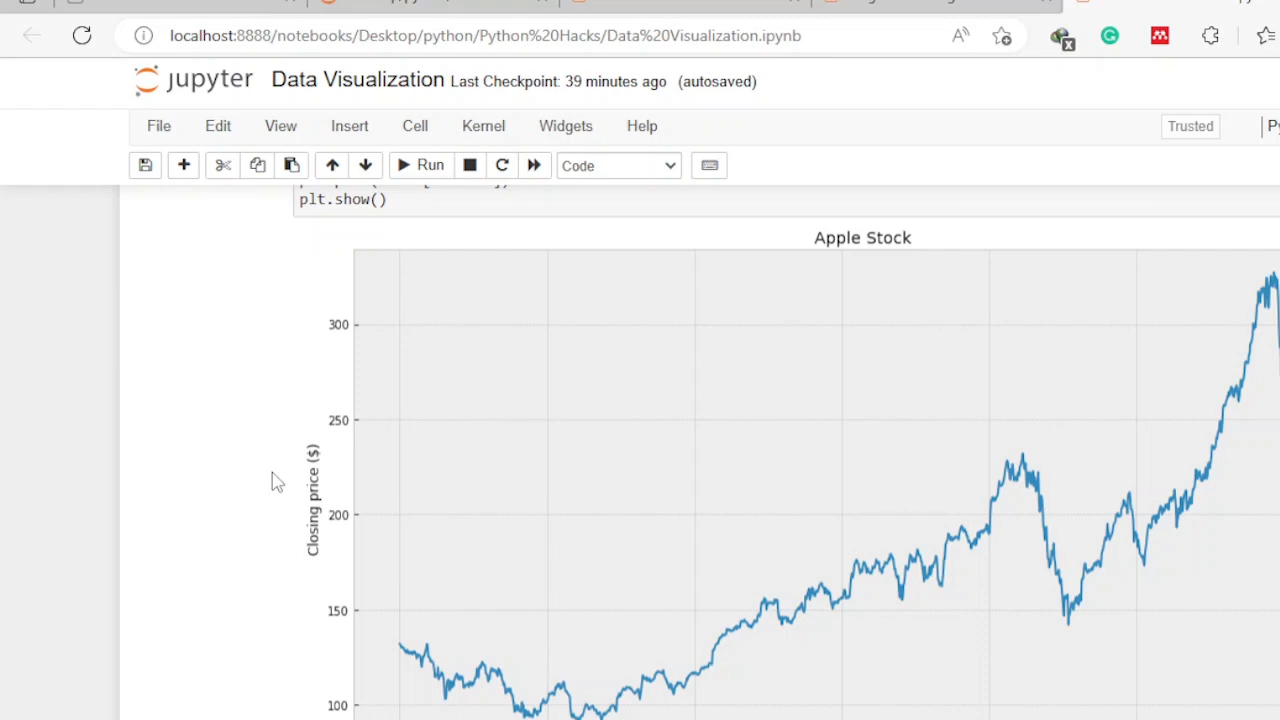 localhost:8888/notebooks/Desktop/python/Python%20Hacks/Data%20Visualization.ipynb
jupyter Data Visualization Last Checkpoint: 39 minutes ago (autosaved)
File Edit View Insert Cell Kernel Widgets Help Trusted
Run Code
plt.show()
Apple Stock
300
250
Closing price ($)
200
150
100